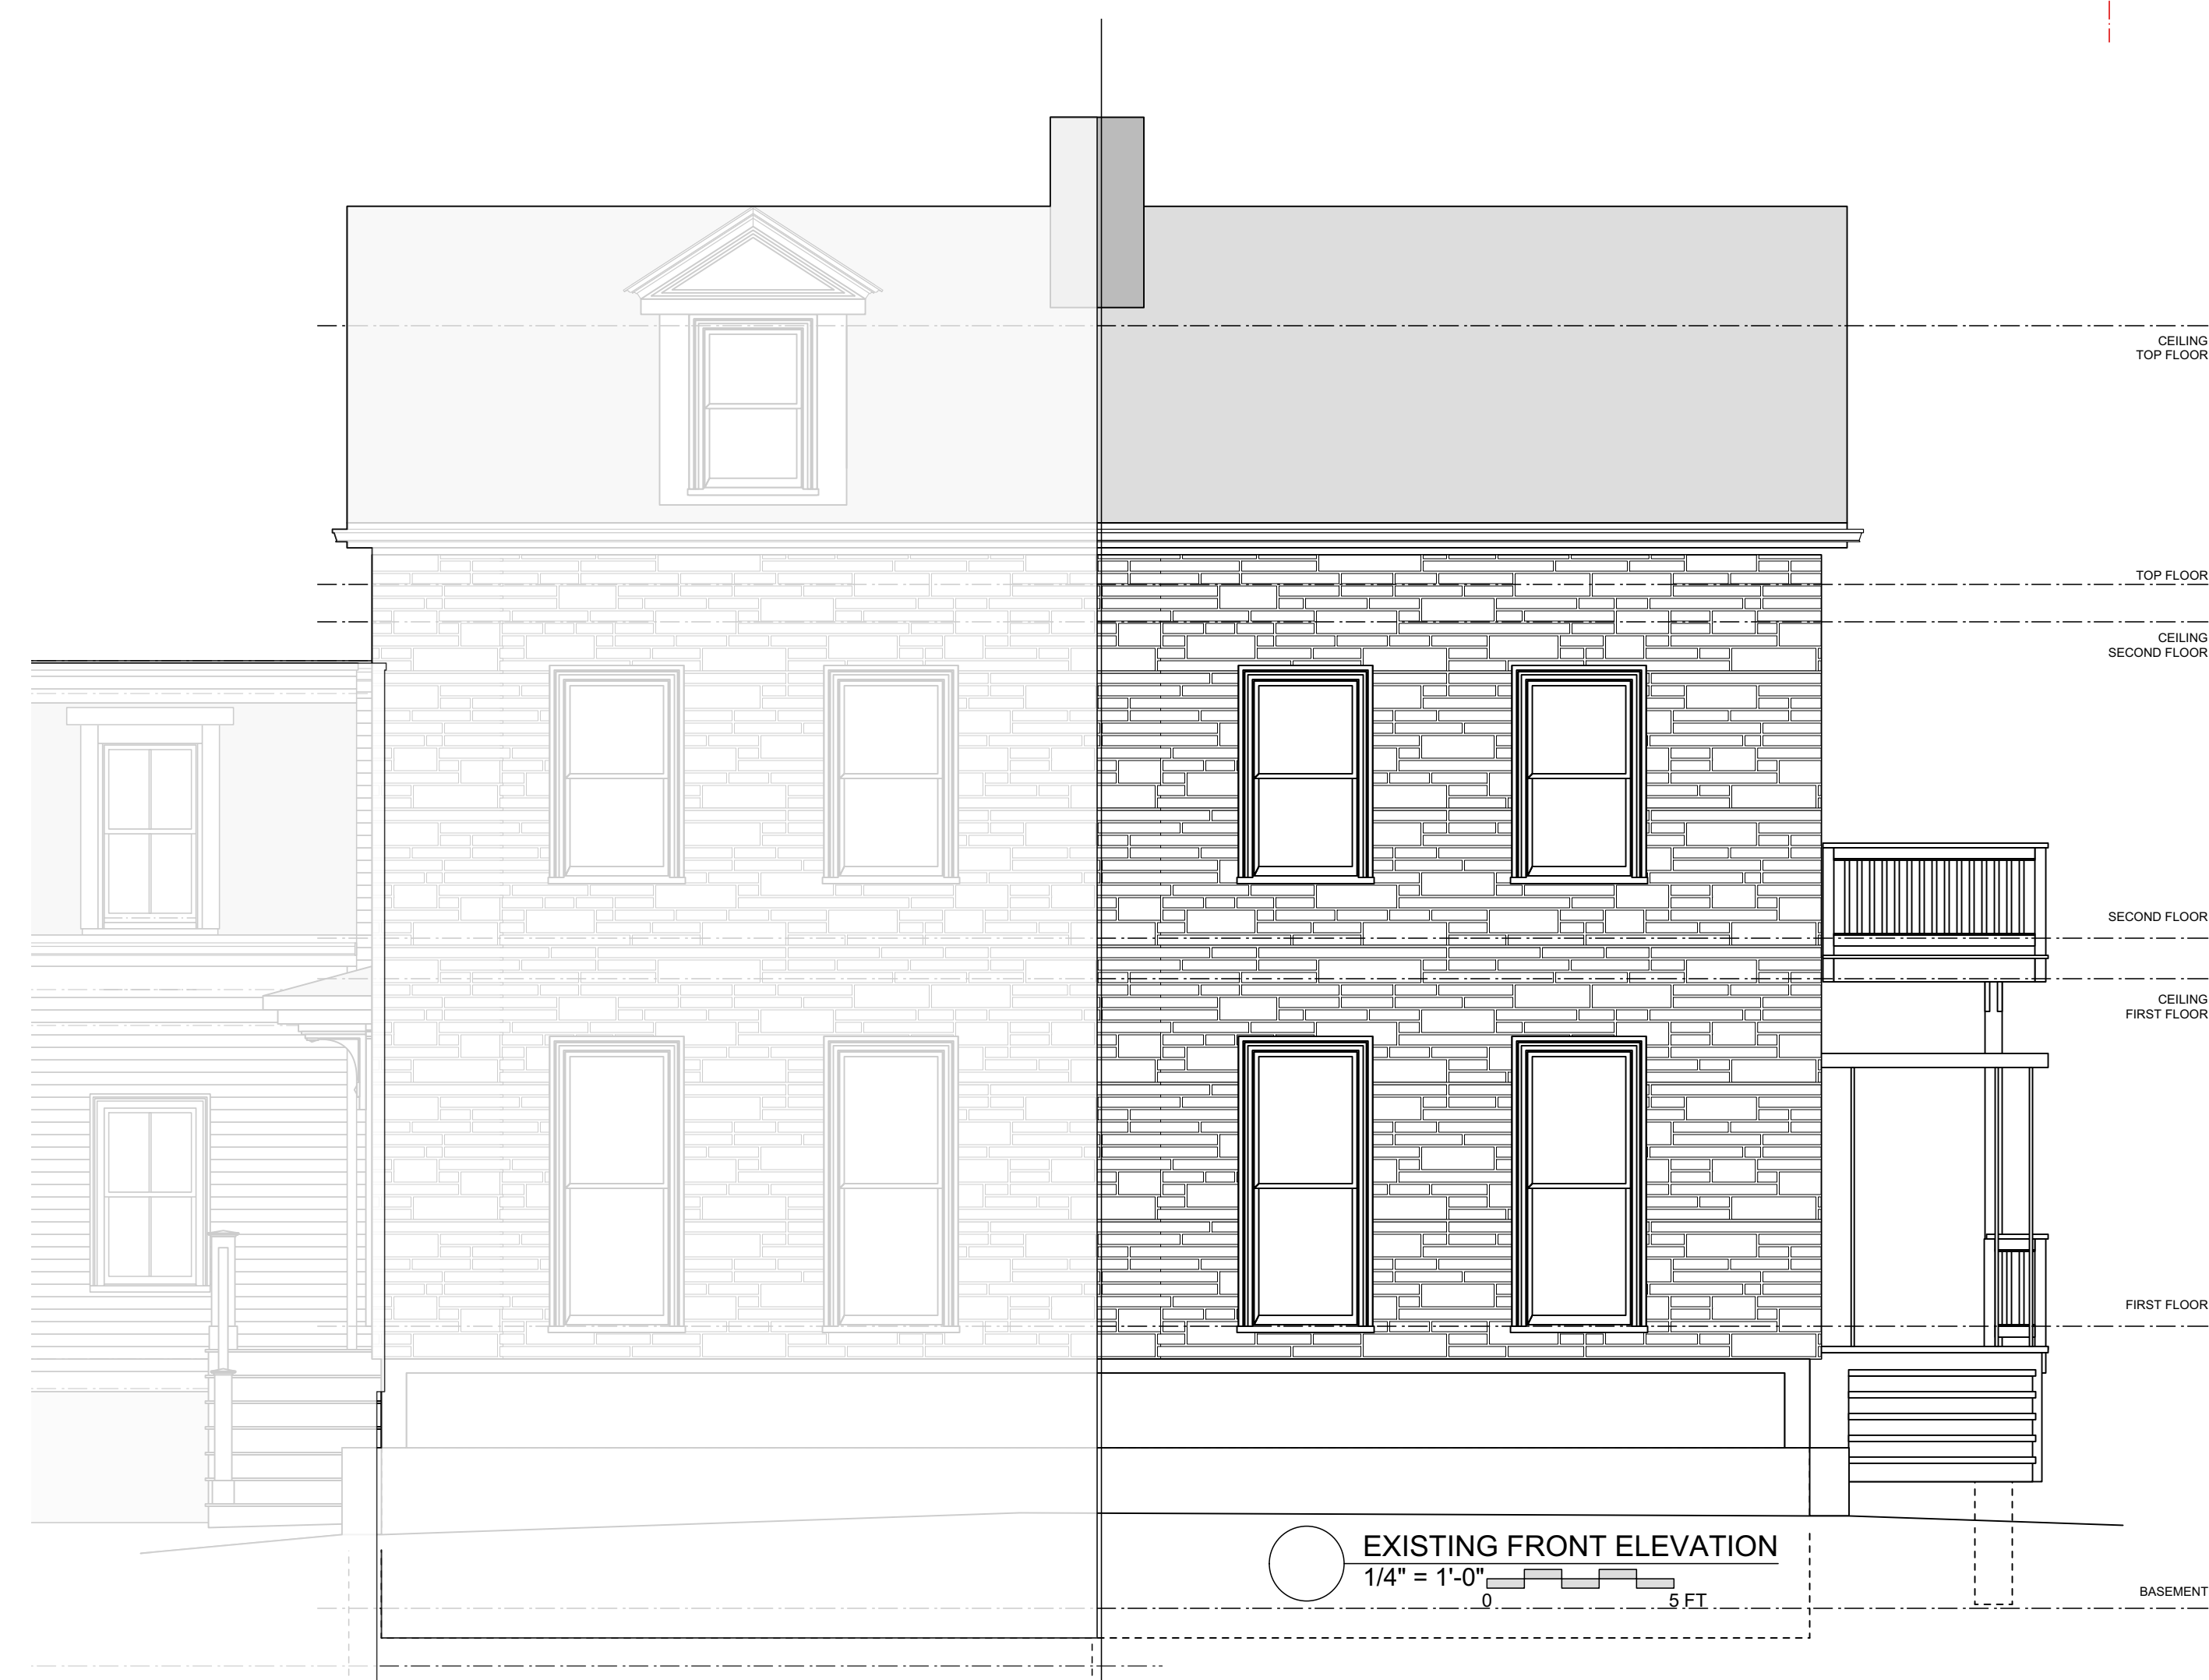 CEILING
TOP FLOOR
TOP FLOOR
CEILING
SECOND FLOOR
SECOND FLOOR
CEILING
FIRST FLOOR
FIRST FLOOR
EXISTING FRONT ELEVATION
1/4" = 1'-0"
0 5 FT
BASEMENT